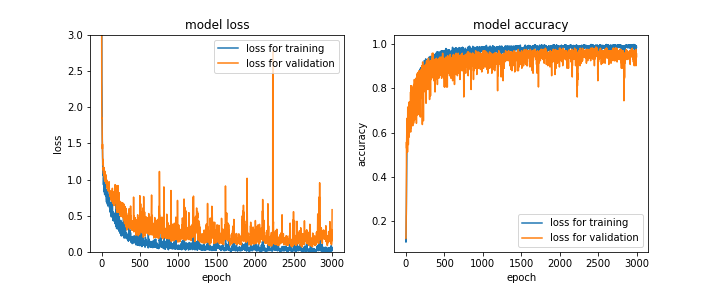 model loss
3.0
2.5
2.0
1.5
1.0
0.5
0.0
loss
0
500
1000
1500
2000
2500
3000
epoch
loss for training
loss for validation
model accuracy
1.0
0.8
0.6
0.4
0.2
accuracy
0
500
1000
1500
2000
2500
3000
epoch
loss for training
loss for validation